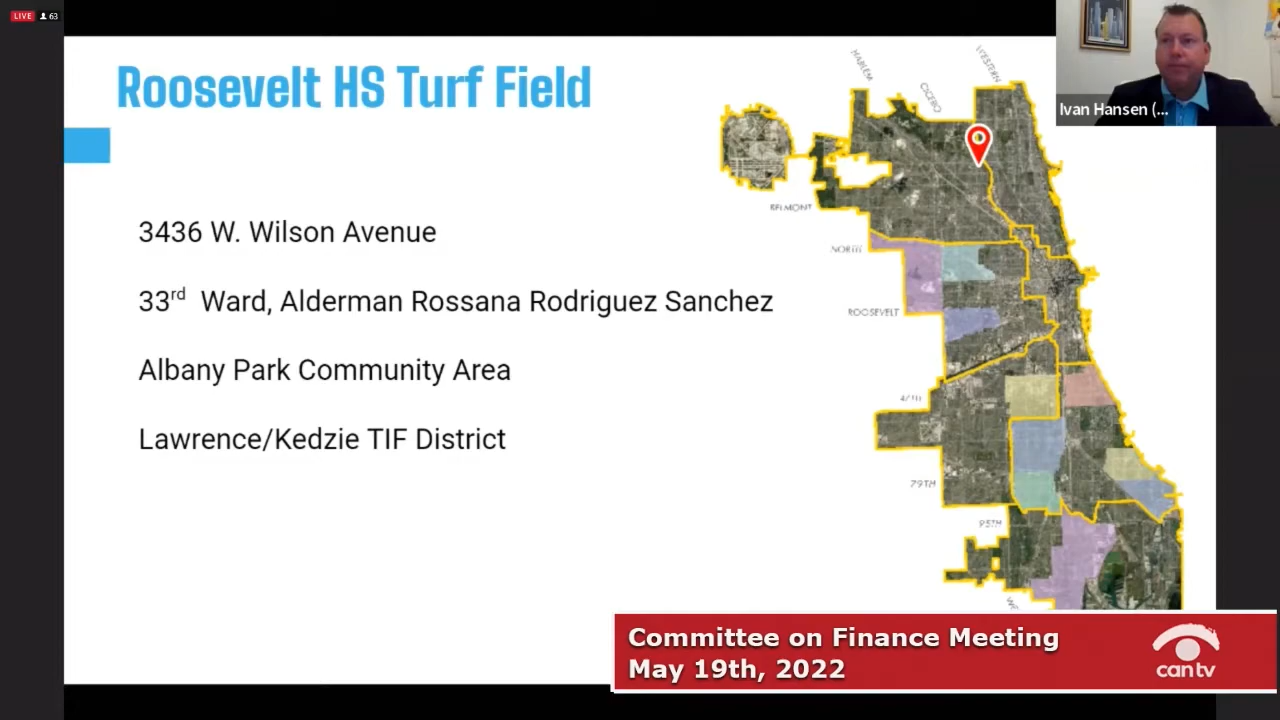 LIVE 63
Roosevelt HS Turf Field
3436 W. Wilson Avenue
33rd Ward, Alderman Rossana Rodriguez Sanchez
Albany Park Community Area
Lawrence/Kedzie TIF District
HARLEM
CICERO
WESTERN
BELMONT
NORTH
ROOSEVELT
47TH
79TH
95TH
Ivan Hansen (...
Committee on Finance Meeting
May 19th, 2022
cantv